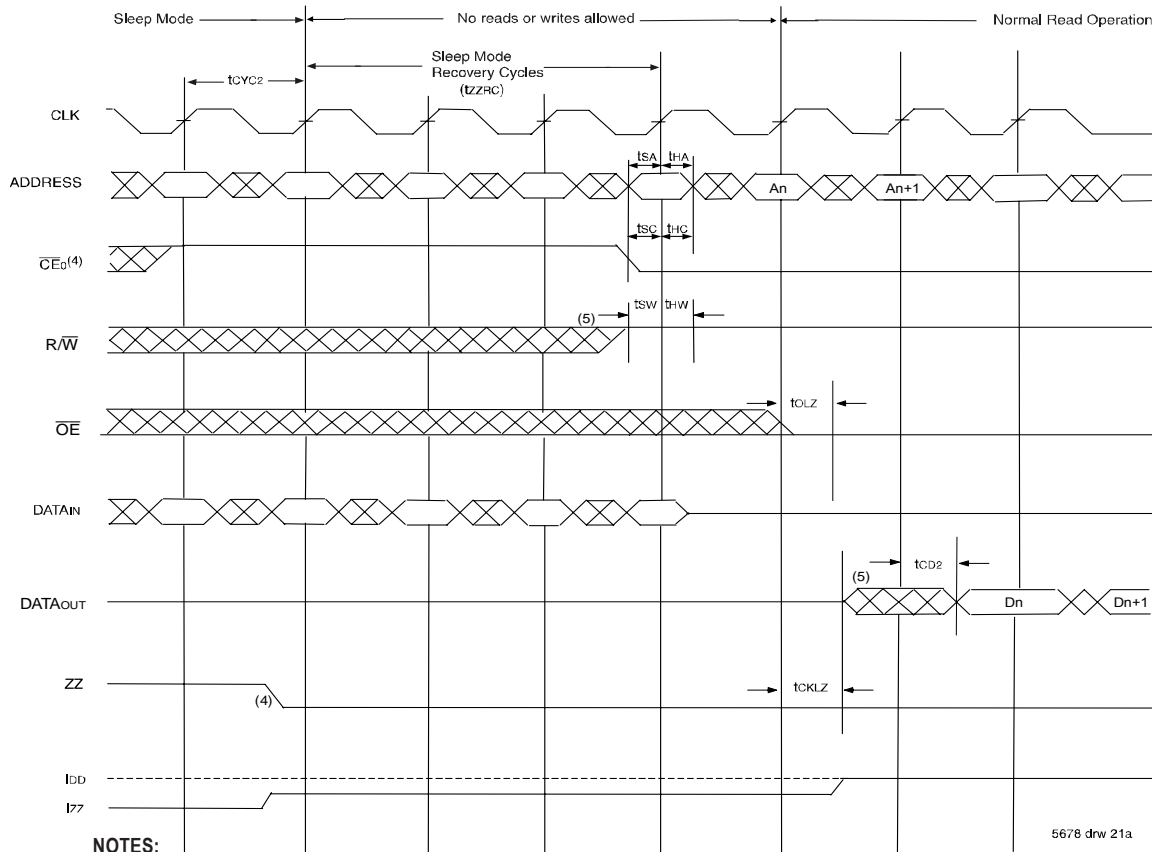 Sleep Mode
No reads or writes allowed
Normal Read Operation
Sleep Mode
Recovery Cycles
(tZZRC)
tCYC2
CLK
tSA tHA
ADDRESS
An
An+1
tSC tHC
CE0(4)
tSW tHW
(5)
R/W
tOLZ
OE
DATAIN
tCD2
(5)
DATAOUT
Dn
Dn+1
ZZ
(4)
tCKLZ
IDD
IZZ
5678 drw 21a
NOTES: